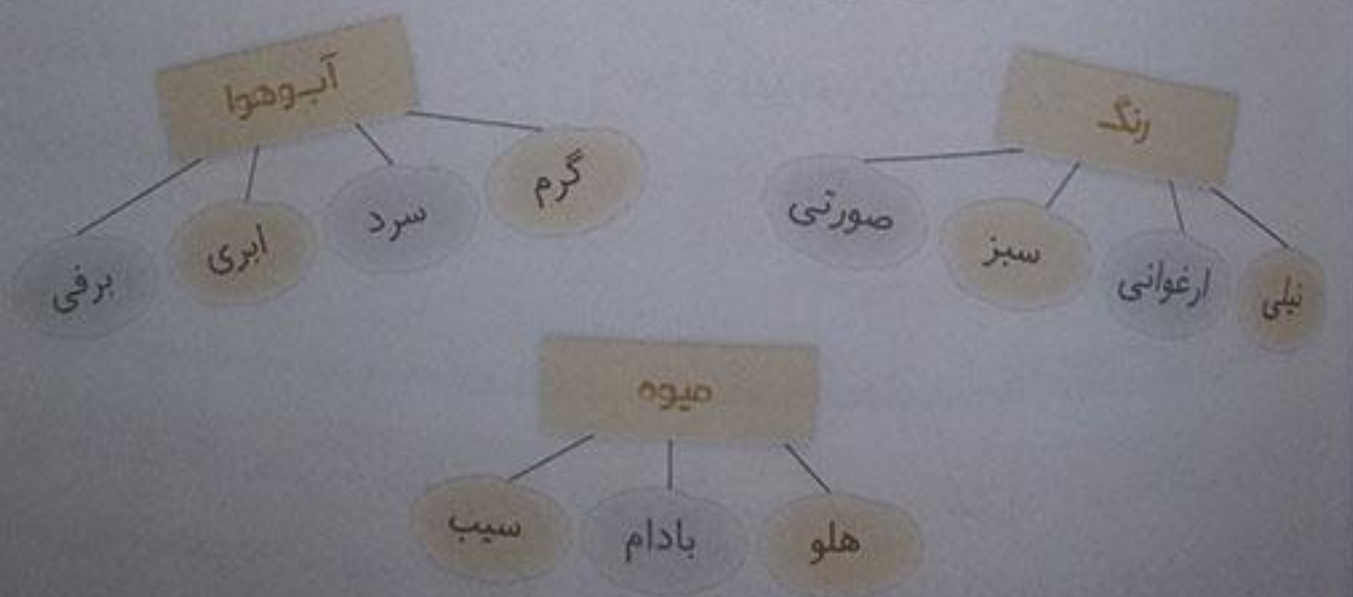 رنگ
نیلی
ارغوانی
سبز
صورتی
آب‌وهوا
گرم
سرد
ابری
برفی
میوه
هلو
بادام
سیب